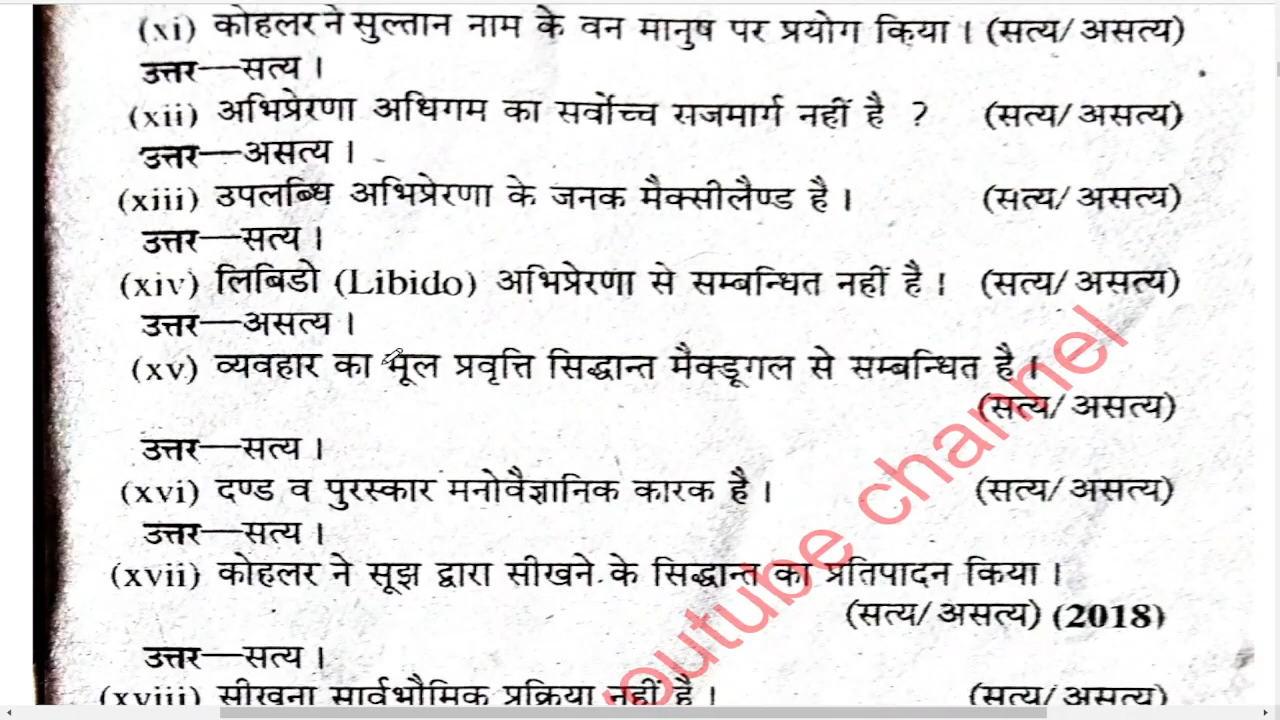 (xi) कोहलर ने सुल्तान नाम के वन मानुष पर प्रयोग किया। (सत्य/असत्य)
उत्तर—सत्य।
(xii) अभिप्रेरणा अधिगम का सर्वोच्च राजमार्ग नहीं है ? (सत्य/असत्य)
उत्तर—असत्य।
(xiii) उपलब्धि अभिप्रेरणा के जनक मैक्सीलैण्ड है। (सत्य/असत्य)
उत्तर—सत्य।
(xiv) लिबिडो (Libido) अभिप्रेरणा से सम्बन्धित नहीं है। (सत्य/असत्य)
उत्तर—असत्य।
(xv) व्यवहार का मूल प्रवृत्ति सिद्धान्त मैक्डूगल से सम्बन्धित है।
(सत्य/असत्य)
उत्तर—सत्य।
(xvi) दण्ड व पुरस्कार मनोवैज्ञानिक कारक है। (सत्य/असत्य)
उत्तर—सत्य।
(xvii) कोहलर ने सूझ द्वारा सीखने के सिद्धान्त का प्रतिपादन किया।
(सत्य/असत्य) (2018)
उत्तर—सत्य।
(xviii) सीखना सार्वभौमिक प्रक्रिया नहीं है। (सत्य/असत्य)
outube channel